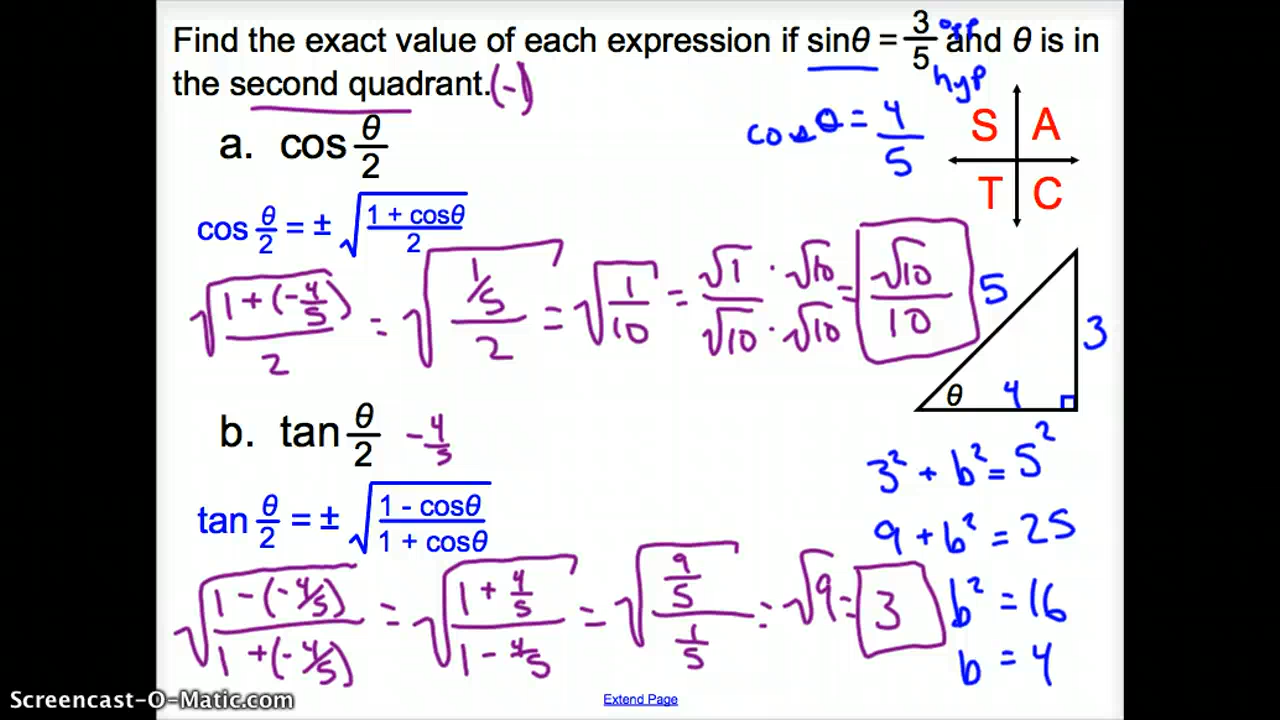 Find the exact value of each expression if sinθ = 3/5 and θ is in
opp
hyp
the second quadrant. (-)
cosθ = 4/5
S A
T C
a. cos θ/2
cos θ/2 = ± √((1 + cosθ)/2)
√((1 + (-4/5))/2) = √((1/5)/2) = √(1/10) = (√1 · √10)/(√10 · √10) = √10/10
5
3
θ 4
b. tan θ/2 -4/5
tan θ/2 = ± √((1 - cosθ)/(1 + cosθ))
√((1 - (-4/5))/(1 + (-4/5))) = √((1 + 4/5)/(1 - 4/5)) = √((9/5)/(1/5)) = √9 = 3
3² + b² = 5²
9 + b² = 25
b² = 16
b = 4
Screencast-O-Matic.com
Extend Page